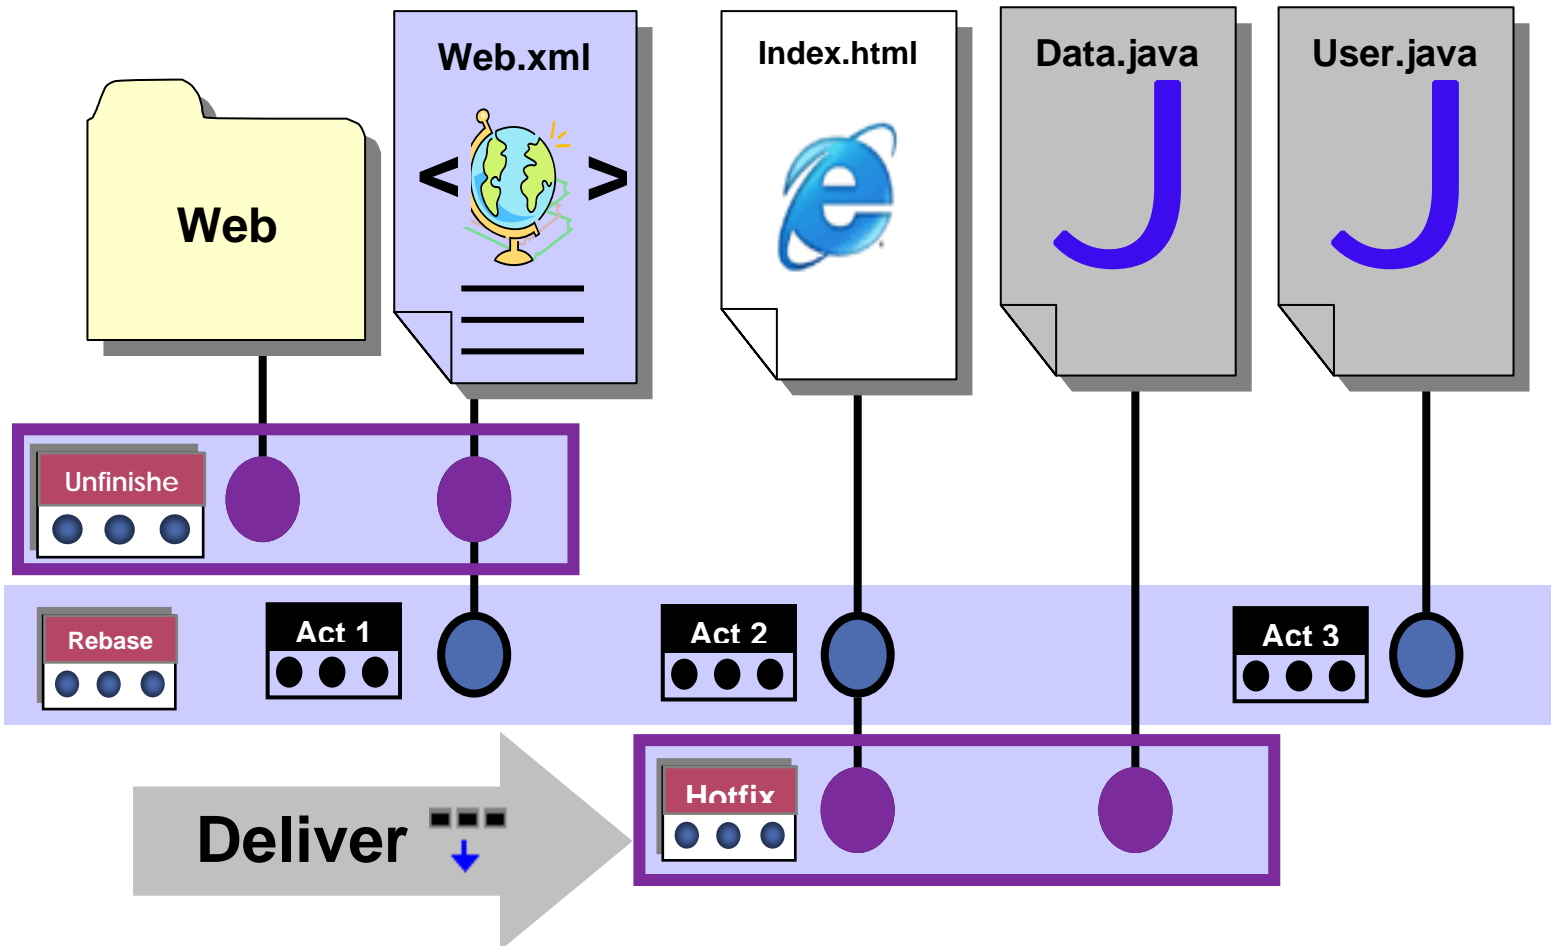 Web
Web.xml
< >
Index.html
Data.java
J
User.java
J
Unfinishe
Rebase
Act 1
Act 2
Act 3
Deliver
Hotfix